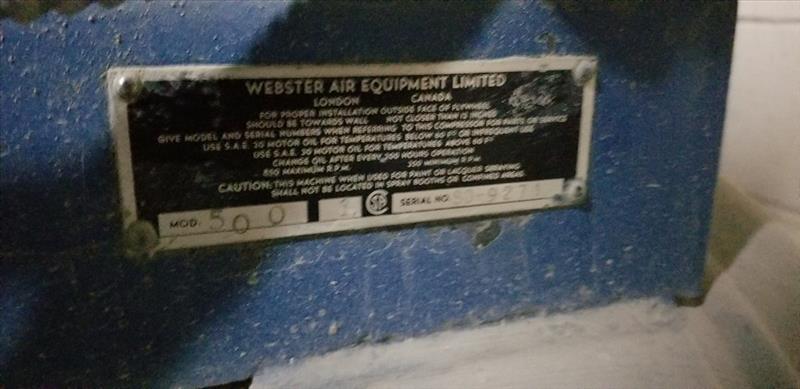 WEBSTER AIR EQUIPMENT LIMITED
LONDON CANADA
FOR PROPER INSTALLATION OUTSIDE FACE OF FLYWHEEL
SHOULD BE TOWARDS WALL NOT CLOSER THAN 12 INCHES
GIVE MODEL AND SERIAL NUMBERS WHEN REFERRING TO THIS COMPRESSOR FOR PARTS OR SERVICE
USE S.A.E. 20 MOTOR OIL FOR TEMPERATURES BELOW 60 F° OR INFREQUENT USE
USE S.A.E. 30 MOTOR OIL FOR TEMPERATURES ABOVE 60 F°
CHANGE OIL AFTER EVERY 200 HOURS OPERATION
850 MAXIMUM R.P.M. MINIMUM R.P.M.
CAUTION: THIS MACHINE WHEN USED FOR PAINT OR LACQUER SPRAYING
SHALL NOT BE LOCATED IN SPRAY BOOTHS OR CONFINED AREAS.
MOD. 500 1. SERIAL NO. 9271